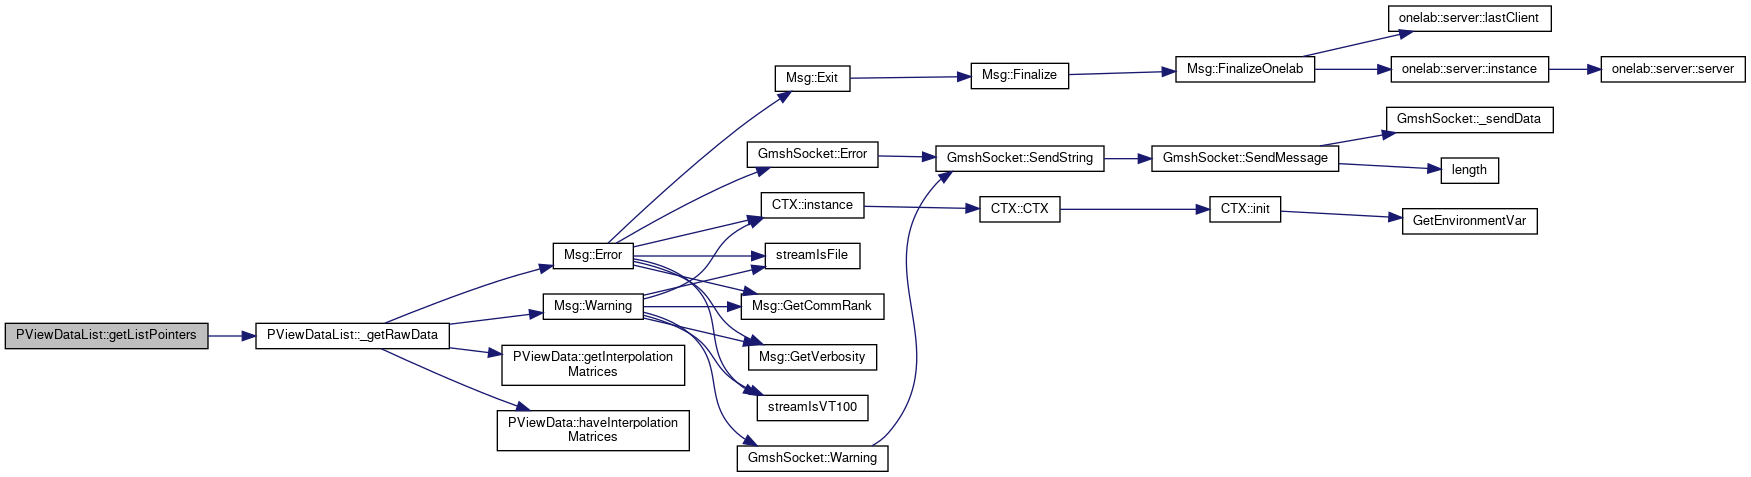 PViewDataList::getListPointers
PViewDataList::_getRawData
Msg::Error
Msg::Warning
PViewData::getInterpolation
Matrices
PViewData::haveInterpolation
Matrices
Msg::Exit
GmshSocket::Error
CTX::instance
streamIsFile
Msg::GetCommRank
Msg::GetVerbosity
streamIsVT100
GmshSocket::Warning
Msg::Finalize
GmshSocket::SendString
CTX::CTX
Msg::FinalizeOnelab
GmshSocket::SendMessage
CTX::init
onelab::server::lastClient
onelab::server::instance
GmshSocket::_sendData
length
GetEnvironmentVar
onelab::server::server